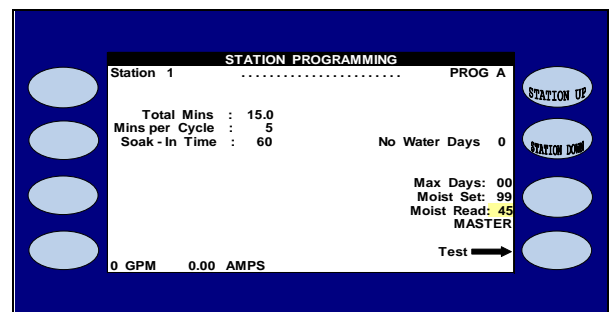 STATION PROGRAMMING
Station 1 ....................... PROG A
STATION UP
Total Mins : 15.0
Mins per Cycle : 5
Soak - In Time : 60 No Water Days 0
STATION DOWN
Max Days: 00
Moist Set: 99
Moist Read: 45
MASTER
Test
0 GPM 0.00 AMPS